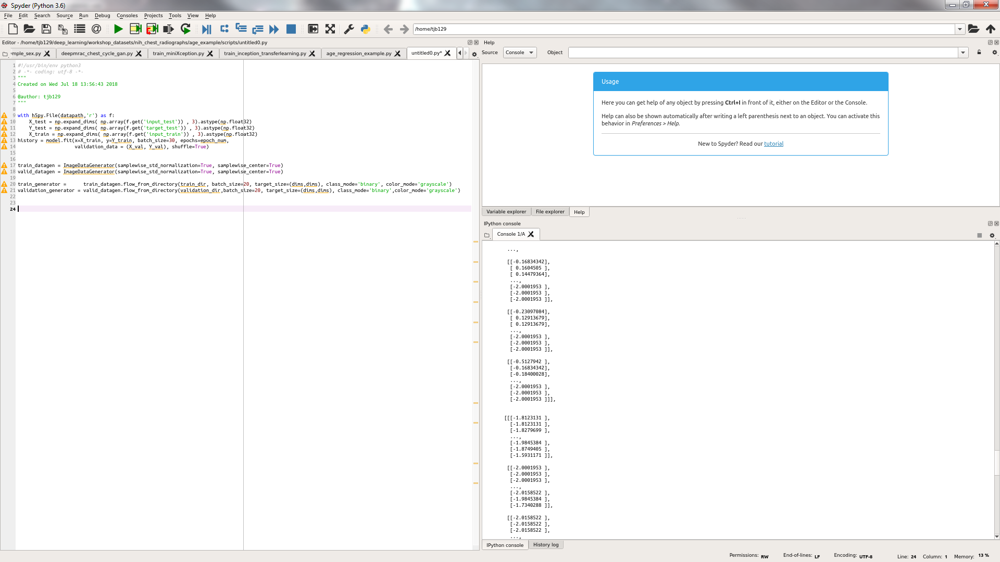 Spyder (Python 3.6)
File Edit Search Source Run Debug Consoles Projects Tools View Help
/home/tjb129
Editor - /home/tjb129/deep_learning/workshop_datasets/nih_chest_radiographs/age_example/scripts/untitled0.py
mple_sex.py deepmrac_chest_cycle_gan.py train_miniXception.py train_inception_transferlearning.py age_regression_example.py untitled0.py*
1 #!/usr/bin/env python3
2 # -*- coding: utf-8 -*-
3 """
4 Created on Wed Jul 18 13:56:43 2018
5
6 @author: tjb129
7 """
8
9 with h5py.File(datapath,'r') as f:
10     X_test = np.expand_dims( np.array(f.get('input_test')) , 3).astype(np.float32)
11     Y_test = np.expand_dims( np.array(f.get('target_test')) , 3).astype(np.float32)
12     X_train = np.expand_dims( np.array(f.get('input_train')) , 3).astype(np.float32)
13 history = model.fit(x=X_train, y=Y_train, batch_size=30, epochs=epoch_num,
14                     validation_data = (X_val, Y_val), shuffle=True)
15
16
17 train_datagen = ImageDataGenerator(samplewise_std_normalization=True, samplewise_center=True)
18 valid_datagen = ImageDataGenerator(samplewise_std_normalization=True, samplewise_center=True)
19
20 train_generator =      train_datagen.flow_from_directory(train_dir, batch_size=20, target_size=(dims,dims), class_mode='binary', color_mode='grayscale')
21 validation_generator = valid_datagen.flow_from_directory(validation_dir,batch_size=20, target_size=(dims,dims), class_mode='binary',color_mode='grayscale')
22
23
24
Help
Source Console Object
Usage
Here you can get help of any object by pressing Ctrl+I in front of it, either on the Editor or the Console.
Help can also be shown automatically after writing a left parenthesis next to an object. You can activate this
behavior in Preferences > Help.
New to Spyder? Read our tutorial
Variable explorer File explorer Help
IPython console
Console 1/A
...,
[[-0.16834342],
[ 0.1604505 ],
[ 0.14479364],
...,
[-2.0001953 ],
[-2.0001953 ],
[-2.0001953 ]],
[[-0.23097084],
[ 0.12913679],
[ 0.12913679],
...,
[-2.0001953 ],
[-2.0001953 ],
[-2.0001953 ]],
[[-0.5127942 ],
[-0.16834342],
[-0.18400028],
...,
[-2.0001953 ],
[-2.0001953 ],
[-2.0001953 ]]],
[[[-1.8123131 ],
[-1.8123131 ],
[-1.8279699 ],
...,
[-1.9845384 ],
[-1.8749405 ],
[-1.5931171 ]],
[[-2.0001953 ],
[-2.0001953 ],
[-2.0001953 ],
...,
[-2.0158522 ],
[-1.9845384 ],
[-1.7340288 ]],
[[-2.0158522 ],
[-2.0158522 ],
[-2.0158522 ],
...,
IPython console History log
Permissions: RW End-of-lines: LF Encoding: UTF-8 Line: 24 Column: 1 Memory: 13 %